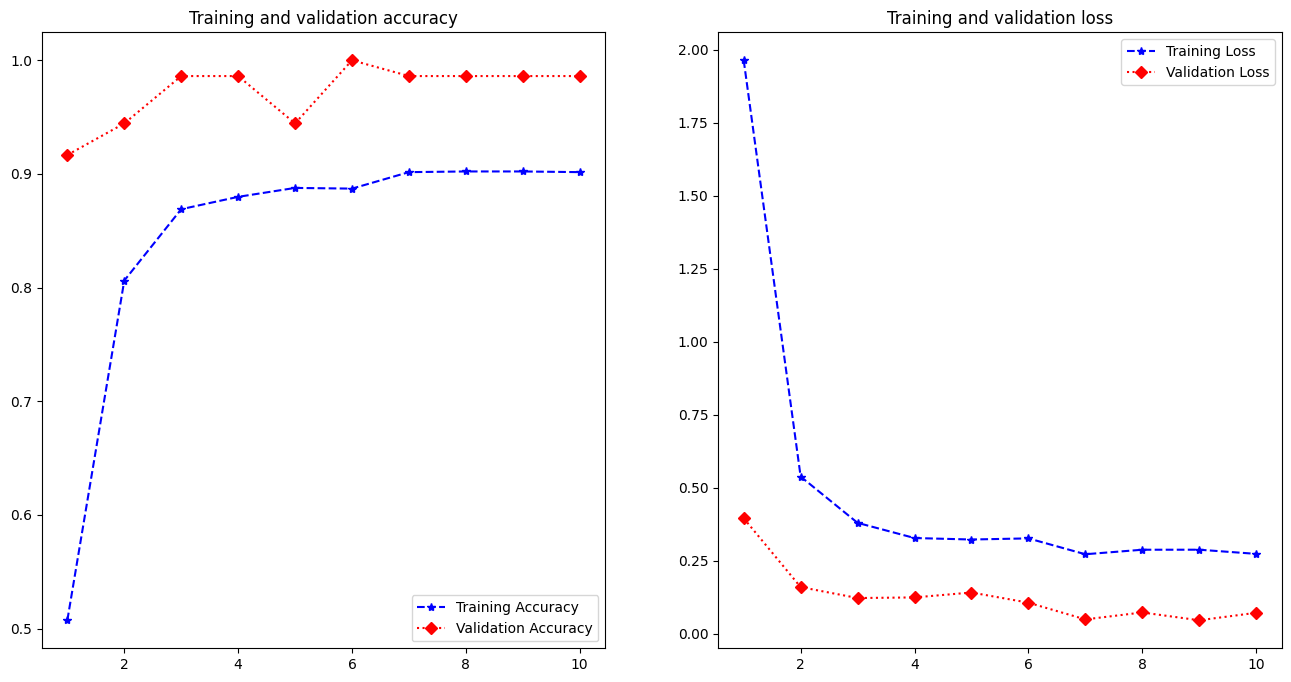 Training and validation accuracy
1.0
0.9
0.8
0.7
0.6
0.5
2 4 6 8 10
Training Accuracy
Validation Accuracy
Training and validation loss
2.00
1.75
1.50
1.25
1.00
0.75
0.50
0.25
0.00
2 4 6 8 10
Training Loss
Validation Loss